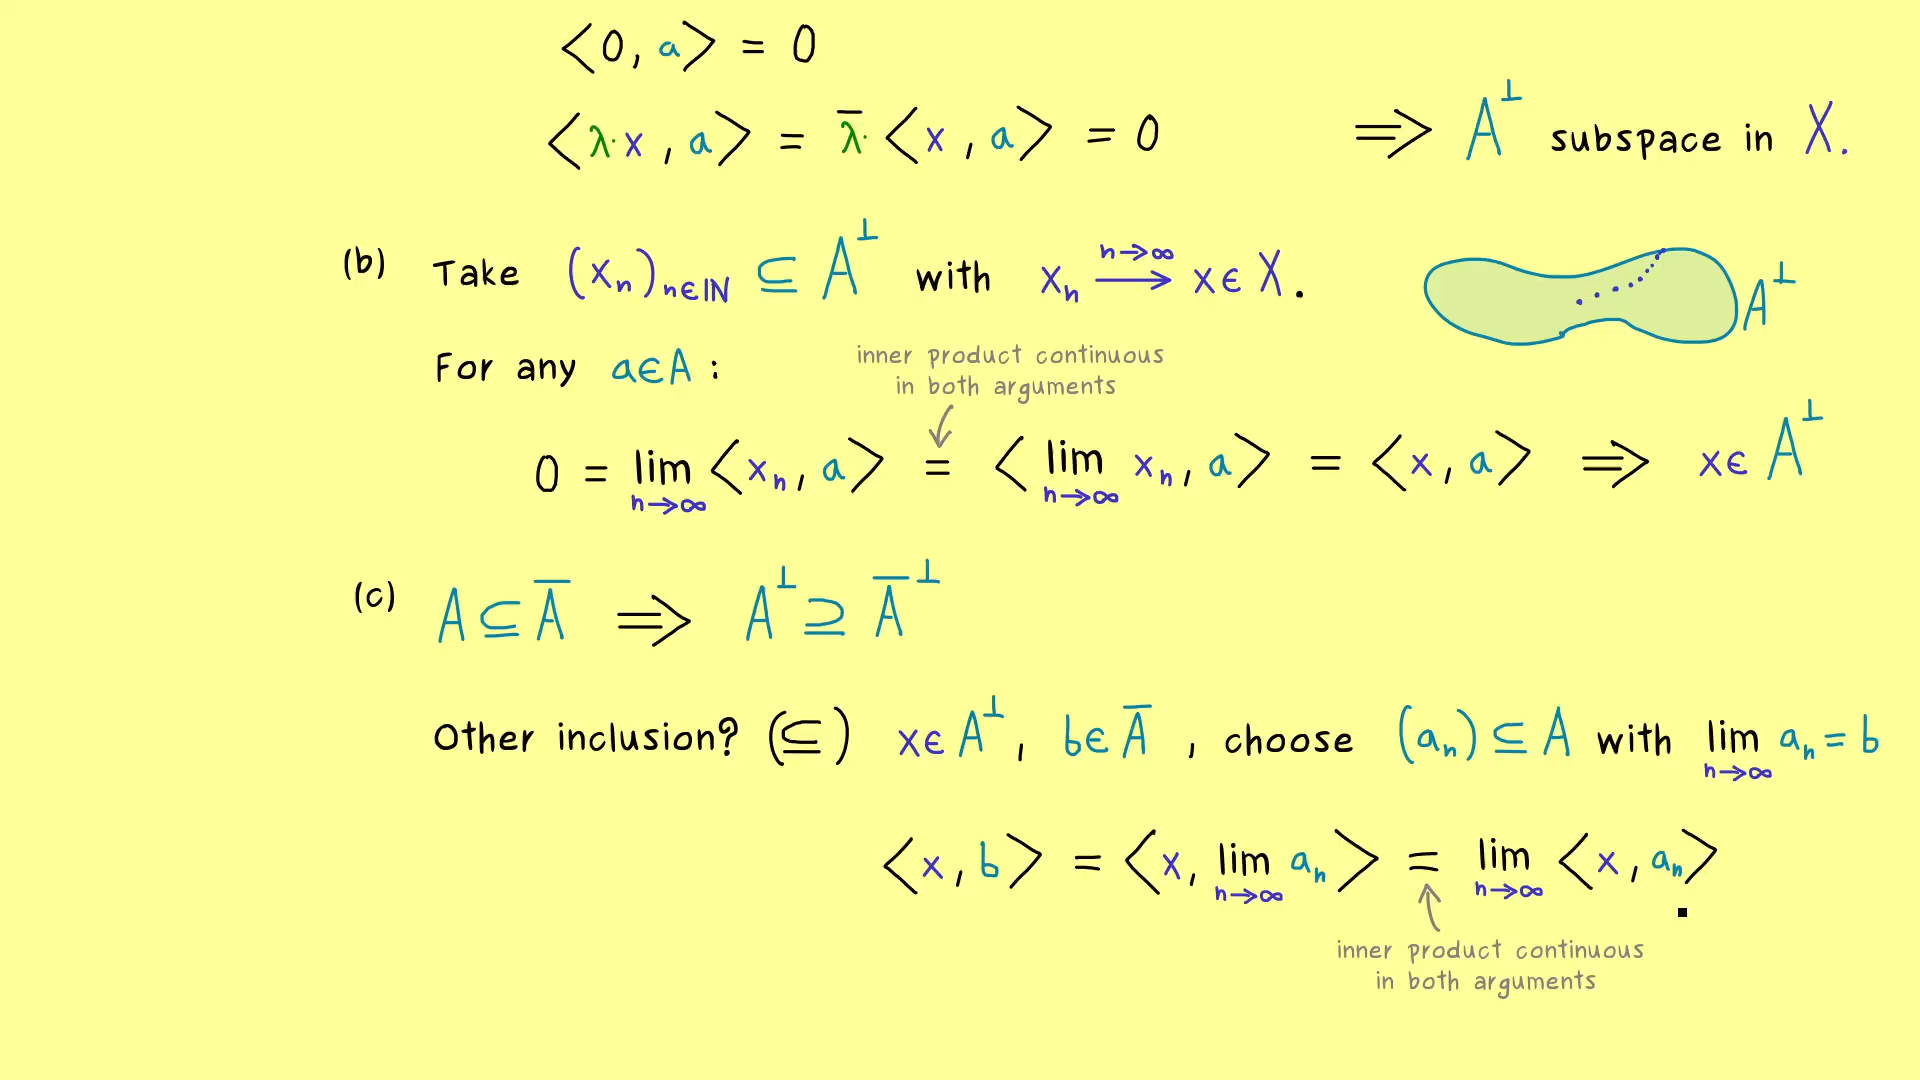 <0, a> = 0
<λ·x, a> = λ̅·<x, a> = 0 ⟹ A^⊥ subspace in X.
(b) Take (x_n)_{n∈ℕ} ⊆ A^⊥ with x_n —n→∞→ x ∈ X. A^⊥
For any a∈A :
inner product continuous
in both arguments
0 = lim_{n→∞} <x_n, a> = <lim_{n→∞} x_n, a> = <x, a> ⟹ x∈A^⊥
(c) A ⊆ A̅ ⟹ A^⊥ ⊇ A̅^⊥
Other inclusion? (⊆) x∈A^⊥, b∈A̅, choose (a_n) ⊆ A with lim_{n→∞} a_n = b
<x, b> = <x, lim_{n→∞} a_n> = lim_{n→∞} <x, a_n>
inner product continuous
in both arguments